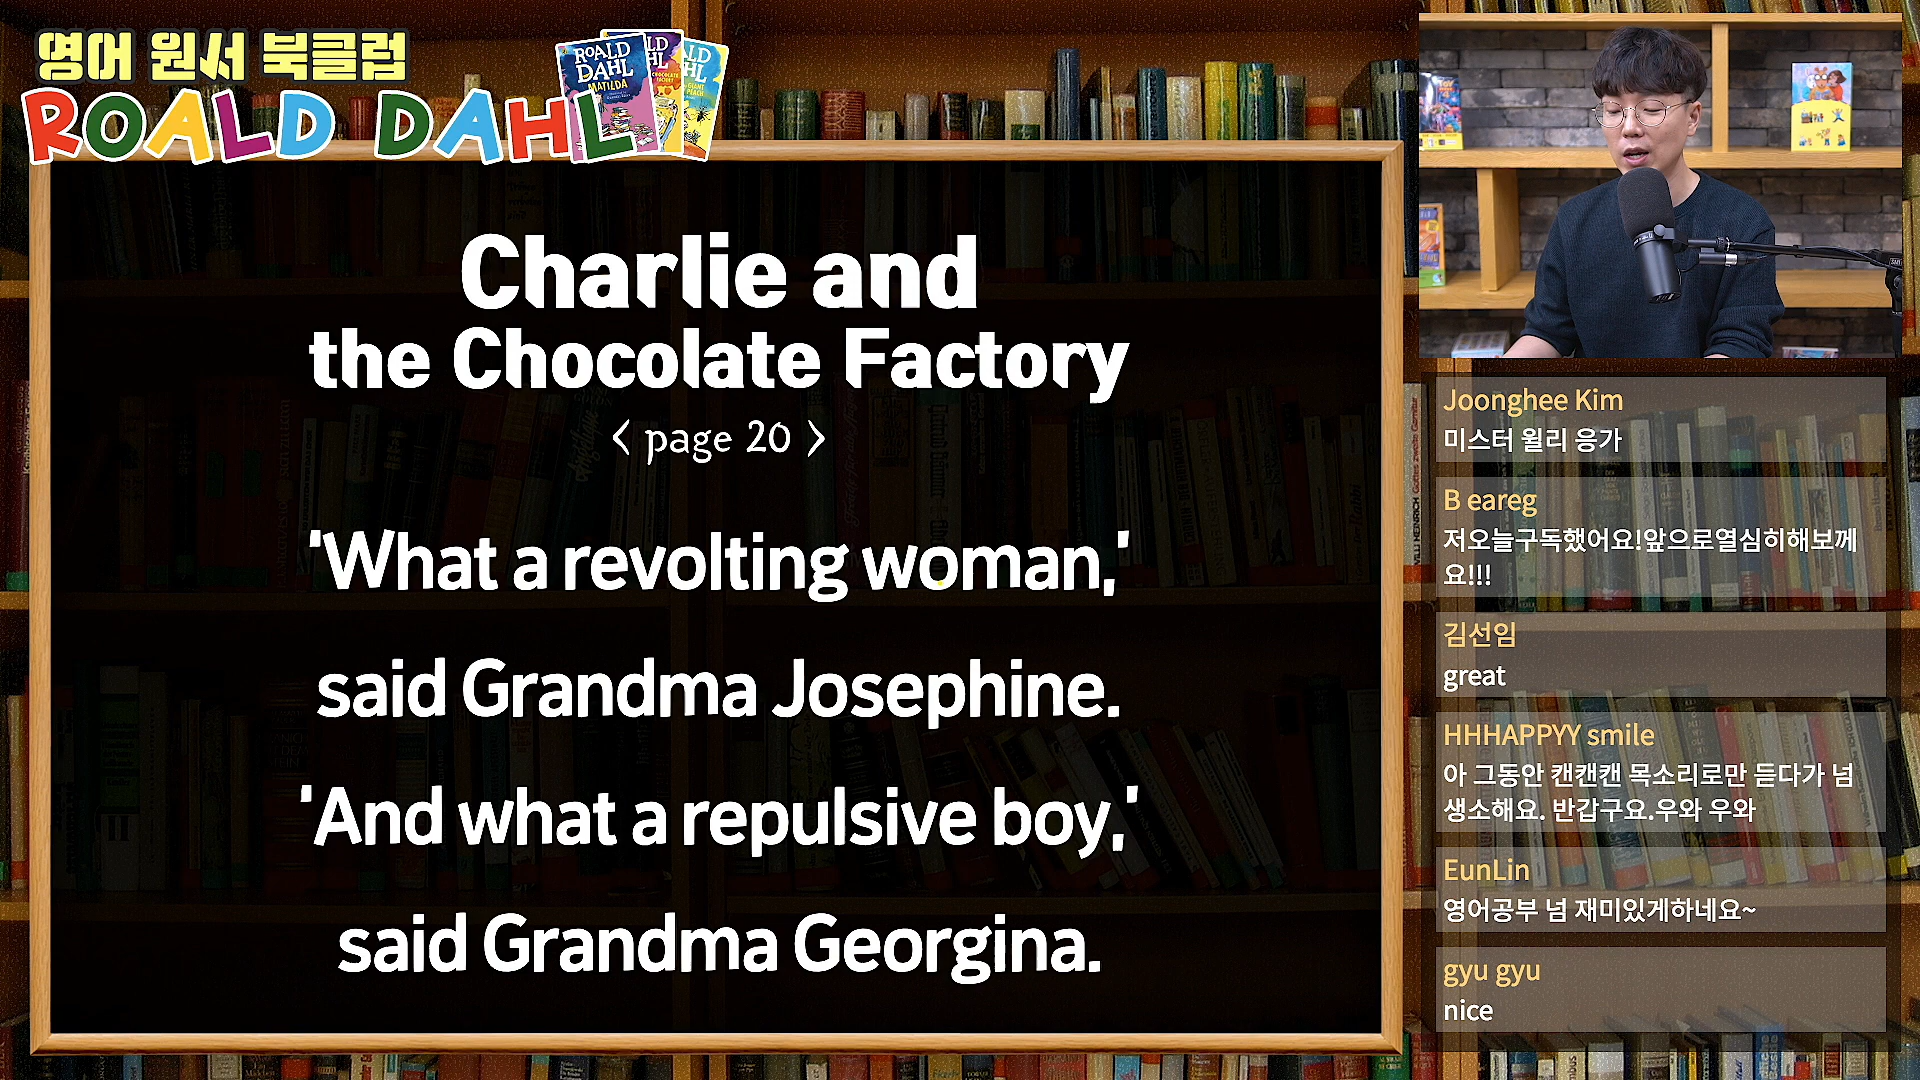 영어 원서 북클럽
ROALD DAHL
ROALD
DAHL
MATILDA
Charlie and
the Chocolate Factory
< page 20 >
'What a revolting woman,'
said Grandma Josephine.
'And what a repulsive boy,'
said Grandma Georgina.
Joonghee Kim
미스터 윌리 응가
B eareg
저오늘구독했어요!앞으로열심히해보께
요!!!
김선임
great
HHHAPPYY smile
아 그동안 캔캔캔 목소리로만 듣다가 넘
생소해요. 반갑구요.우와 우와
EunLin
영어공부 넘 재미있게하네요~
gyu gyu
nice